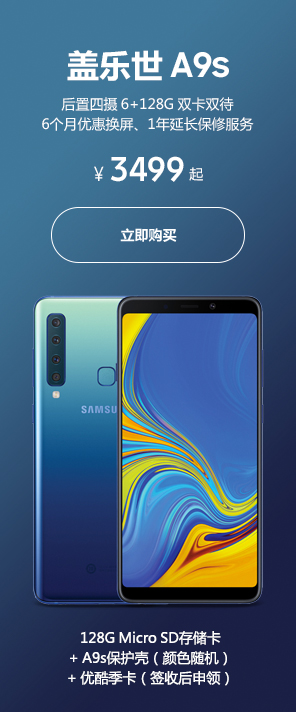 盖乐世 A9s
后置四摄 6+128G 双卡双待
6个月优惠换屏、1年延长保修服务
¥ 3499 起
立即购买
SAMSU
128G Micro SD存储卡
+ A9s保护壳（颜色随机）
+ 优酷季卡（签收后申领）